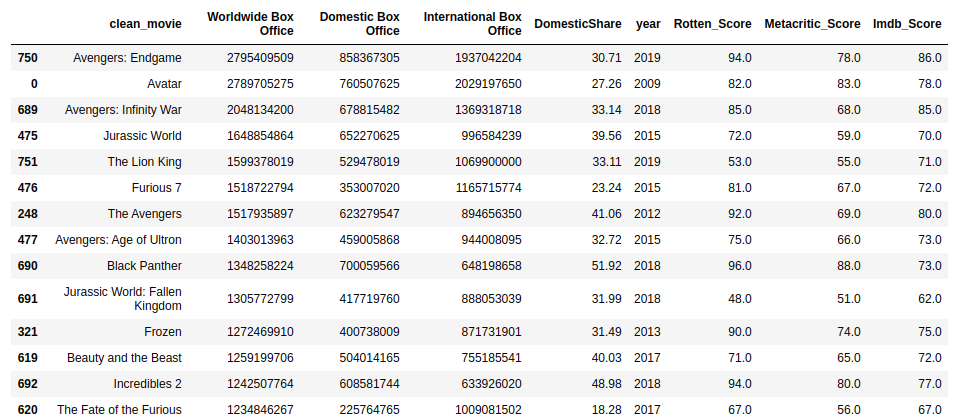 clean_movie Worldwide Box Office Domestic Box Office International Box Office DomesticShare year Rotten_Score Metacritic_Score Imdb_Score
750 Avengers: Endgame 2795409509 858367305 1937042204 30.71 2019 94.0 78.0 86.0
0 Avatar 2789705275 760507625 2029197650 27.26 2009 82.0 83.0 78.0
689 Avengers: Infinity War 2048134200 678815482 1369318718 33.14 2018 85.0 68.0 85.0
475 Jurassic World 1648854864 652270625 996584239 39.56 2015 72.0 59.0 70.0
751 The Lion King 1599378019 529478019 1069900000 33.11 2019 53.0 55.0 71.0
476 Furious 7 1518722794 353007020 1165715774 23.24 2015 81.0 67.0 72.0
248 The Avengers 1517935897 623279547 894656350 41.06 2012 92.0 69.0 80.0
477 Avengers: Age of Ultron 1403013963 459005868 944008095 32.72 2015 75.0 66.0 73.0
690 Black Panther 1348258224 700059566 648198658 51.92 2018 96.0 88.0 73.0
691 Jurassic World: Fallen Kingdom 1305772799 417719760 888053039 31.99 2018 48.0 51.0 62.0
321 Frozen 1272469910 400738009 871731901 31.49 2013 90.0 74.0 75.0
619 Beauty and the Beast 1259199706 504014165 755185541 40.03 2017 71.0 65.0 72.0
692 Incredibles 2 1242507764 608581744 633926020 48.98 2018 94.0 80.0 77.0
620 The Fate of the Furious 1234846267 225764765 1009081502 18.28 2017 67.0 56.0 67.0